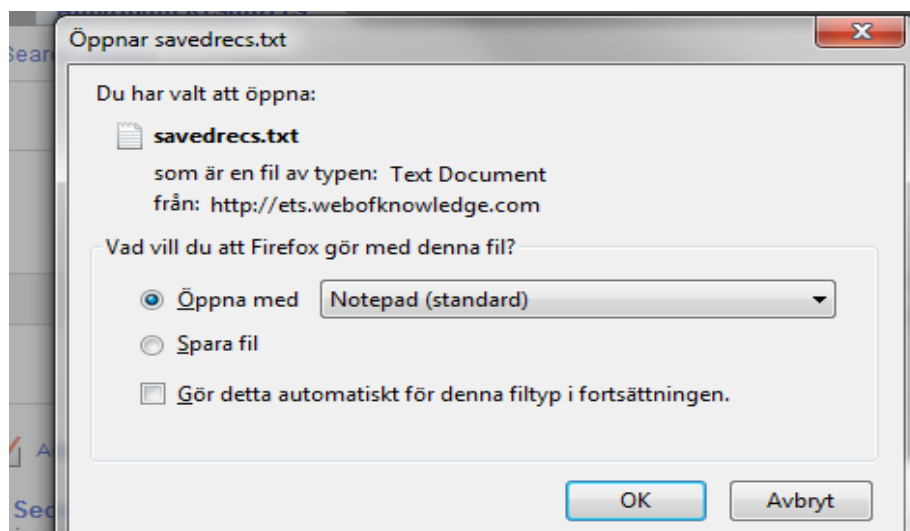 Öppnar savedrecs.txt
Du har valt att öppna:
savedrecs.txt
som är en fil av typen: Text Document
från: http://ets.webofknowledge.com
Vad vill du att Firefox gör med denna fil?
Öppna med Notepad (standard)
Spara fil
Gör detta automatiskt för denna filtyp i fortsättningen.
OK Avbryt